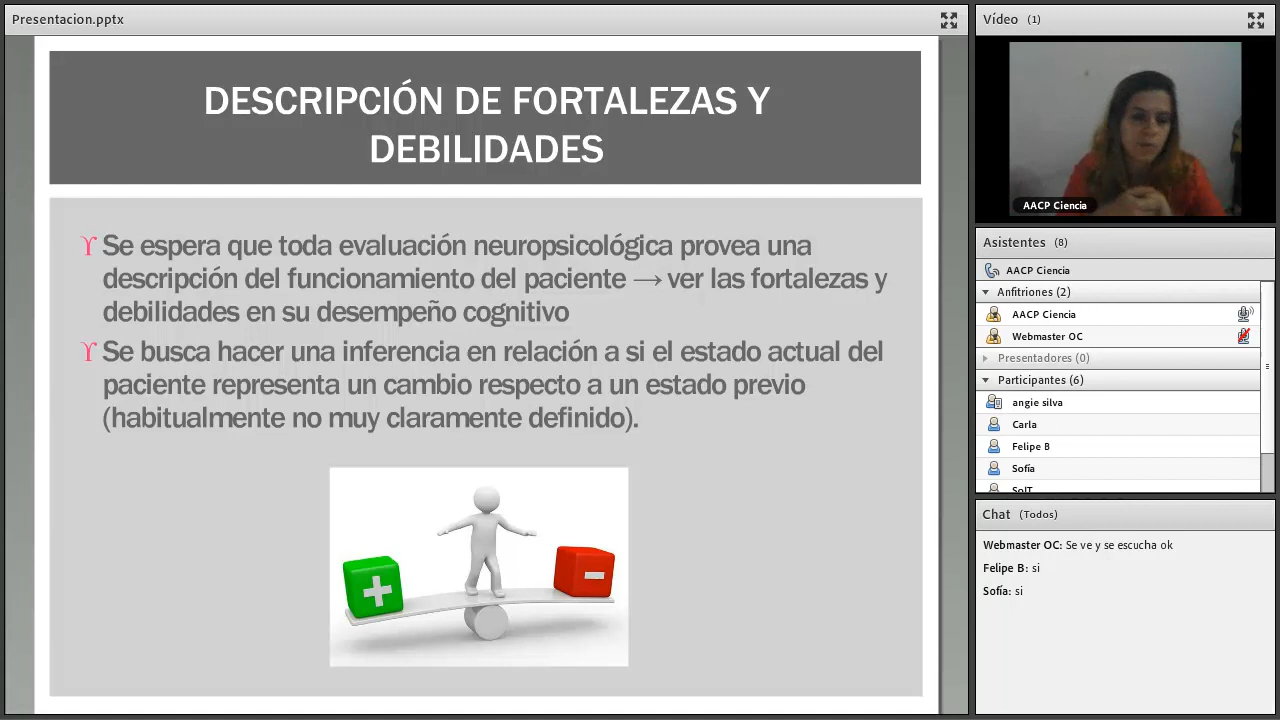 Presentacion.pptx
DESCRIPCIÓN DE FORTALEZAS Y
DEBILIDADES
Se espera que toda evaluación neuropsicológica provea una
descripción del funcionamiento del paciente → ver las fortalezas y
debilidades en su desempeño cognitivo
Se busca hacer una inferencia en relación a si el estado actual del
paciente representa un cambio respecto a un estado previo
(habitualmente no muy claramente definido).
Vídeo (1)
AACP Ciencia
Asistentes (8)
AACP Ciencia
Anfitriones (2)
AACP Ciencia
Webmaster OC
Presentadores (0)
Participantes (6)
angie silva
Carla
Felipe B
Sofía
SolT
Chat (Todos)
Webmaster OC: Se ve y se escucha ok
Felipe B: si
Sofía: si